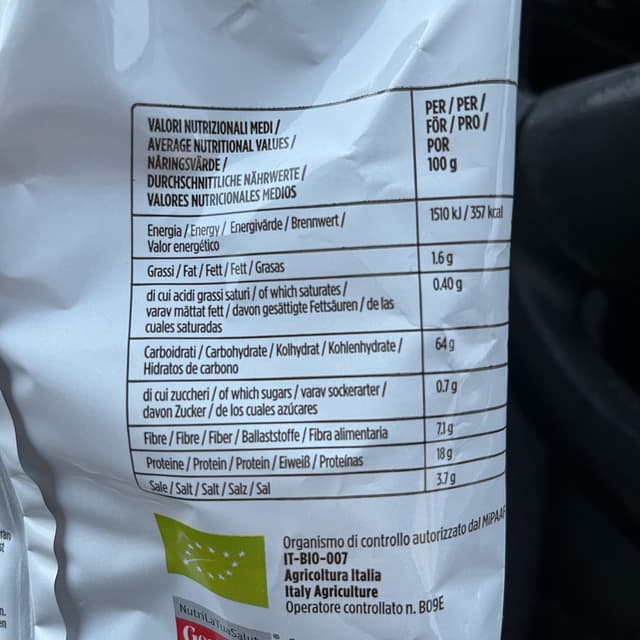 VALORI NUTRIZIONALI MEDI /
AVERAGE NUTRITIONAL VALUES /
NÄRINGSVÄRDE /
DURCHSCHNITTLICHE NÄHRWERTE /
VALORES NUTRICIONALES MEDIOS
PER / PER /
FÖR / PRO /
POR
100 g
Energia / Energy / Energivärde / Brennwert /
Valor energético
1510 kJ / 357 kcal
Grassi / Fat / Fett / Fett / Grasas
1.6 g
di cui acidi grassi saturi / of which saturates /
varav mättat fett / davon gesättigte Fettsäuren / de las
cuales saturadas
0.40 g
Carboidrati / Carbohydrate / Kolhydrat / Kohlenhydrate /
Hidratos de carbono
64 g
di cui zuccheri / of which sugars / varav sockerarter /
davon Zucker / de los cuales azúcares
0.7 g
Fibre / Fibre / Fiber / Ballaststoffe / Fibra alimentaria
7.1 g
Proteine / Protein / Protein / Eiweiß / Proteínas
18 g
Sale / Salt / Salt / Salz / Sal
3.7 g
Organismo di controllo autorizzato dal MiPAAF
IT-BIO-007
Agricoltura Italia
Italy Agriculture
Operatore controllato n. B09E
NutriLaTuaSalute